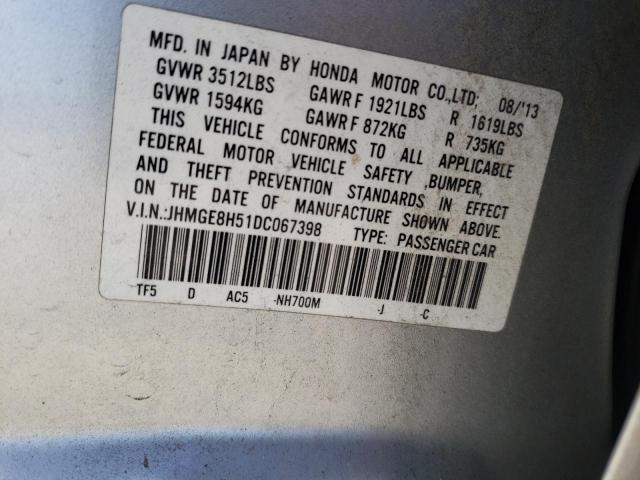 MFD. IN JAPAN BY HONDA MOTOR CO.,LTD; 08/'13
GVWR 3512LBS GAWR F 1921LBS R 1619LBS
GVWR 1594KG GAWR F 872KG R 735KG
THIS VEHICLE CONFORMS TO ALL APPLICABLE
FEDERAL MOTOR VEHICLE SAFETY ,BUMPER,
AND THEFT PREVENTION STANDARDS IN EFFECT
ON THE DATE OF MANUFACTURE SHOWN ABOVE.
V.I.N.:JHMGE8H51DC067398 TYPE: PASSENGER CAR
TF5 D AC5 -NH700M -J -C